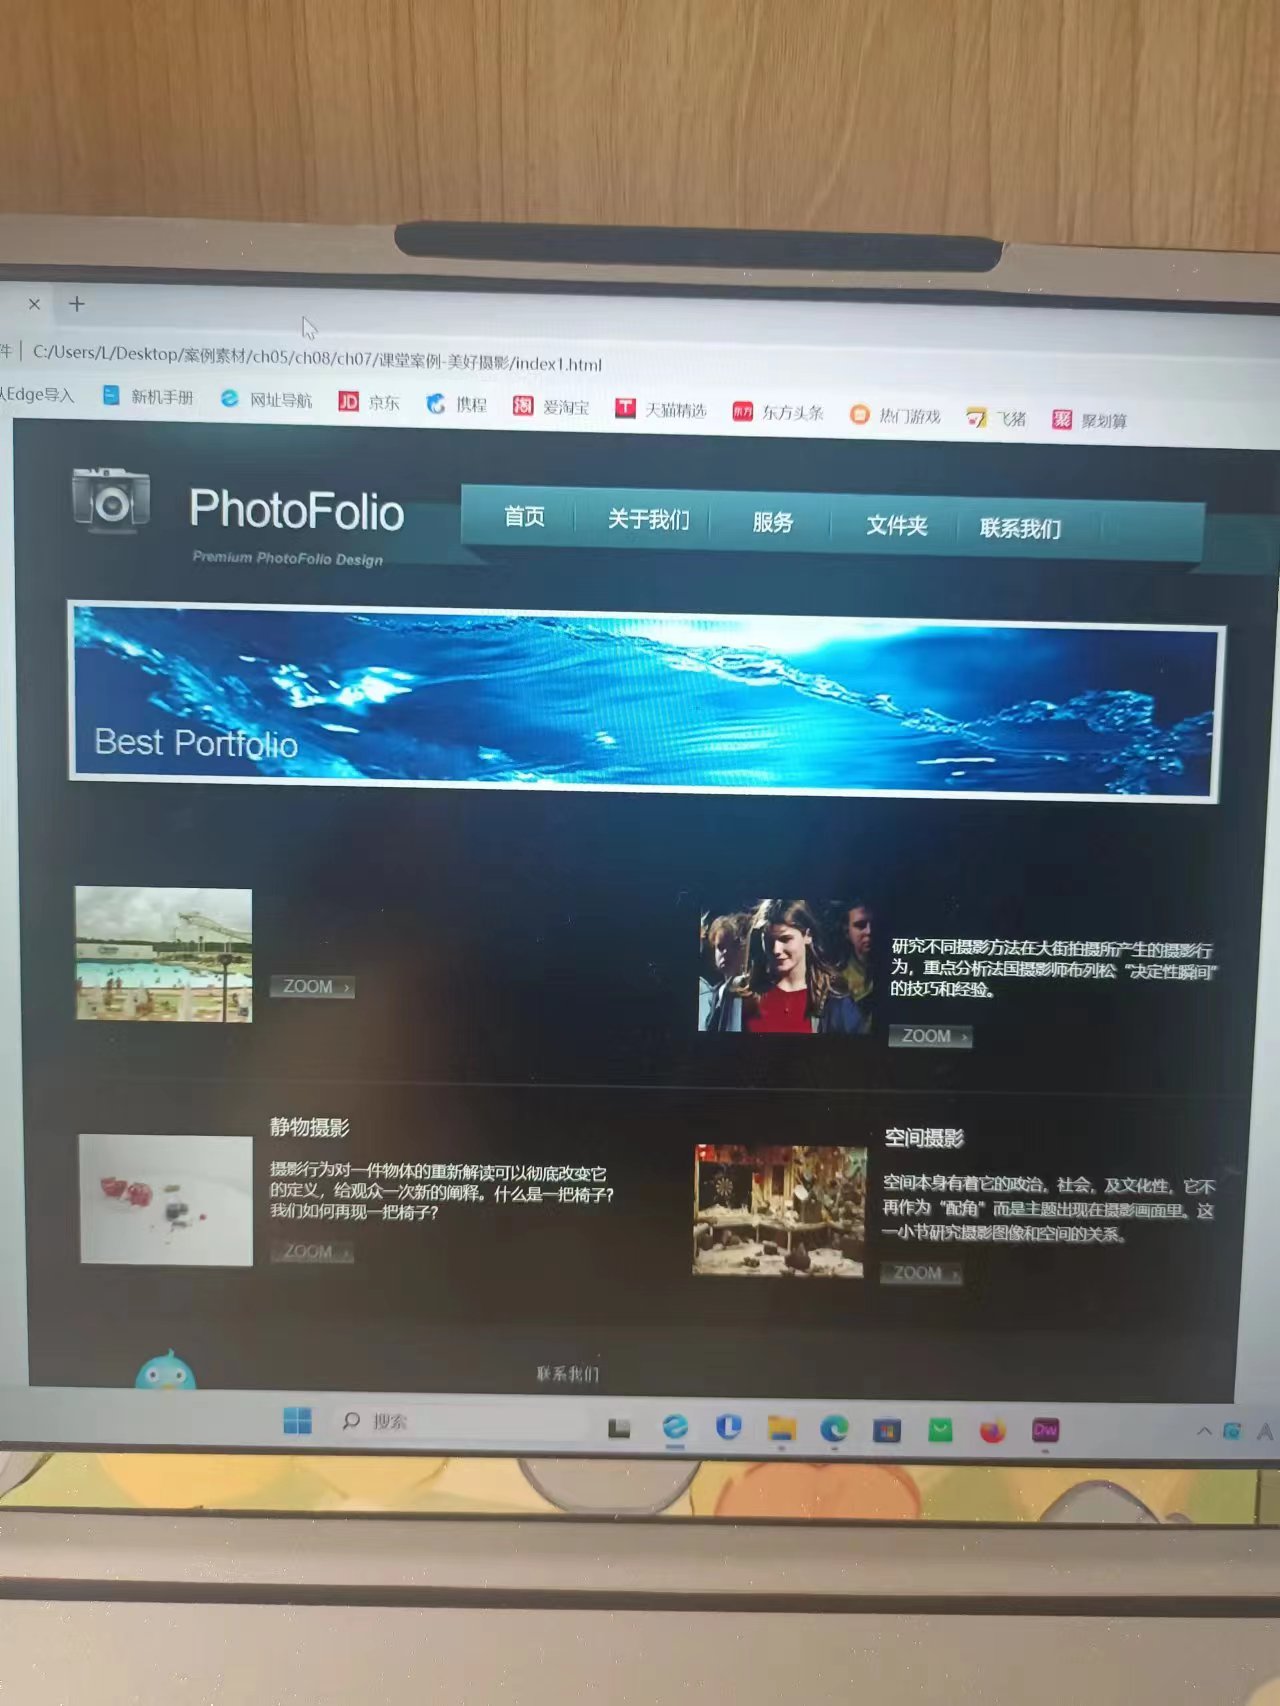 件 C:/Users/L/Desktop/案例素材/ch05/ch08/ch07/课堂案例-美好摄影/index1.html
从Edge导入 新机手册 网址导航 JD 京东 携程 淘 爱淘宝 T 天猫精选 东方 东方头条 热门游戏 飞猪 聚 聚划算
PhotoFolio
Premium PhotoFolio Design
首页 关于我们 服务 文件夹 联系我们
Best Portfolio
ZOOM
研究不同摄影方法在大街拍摄所产生的摄影行
为，重点分析法国摄影师布列松“决定性瞬间”
的技巧和经验。
ZOOM
静物摄影
摄影行为对一件物体的重新解读可以彻底改变它
的定义，给观众一次新的阐释。什么是一把椅子？
我们如何再现一把椅子？
ZOOM
空间摄影
空间本身有着它的政治，社会，及文化性，它不
再作为“配角”而是主题出现在摄影画面里。这
一小节研究摄影图像和空间的关系。
ZOOM
联系我们
搜索
Dw